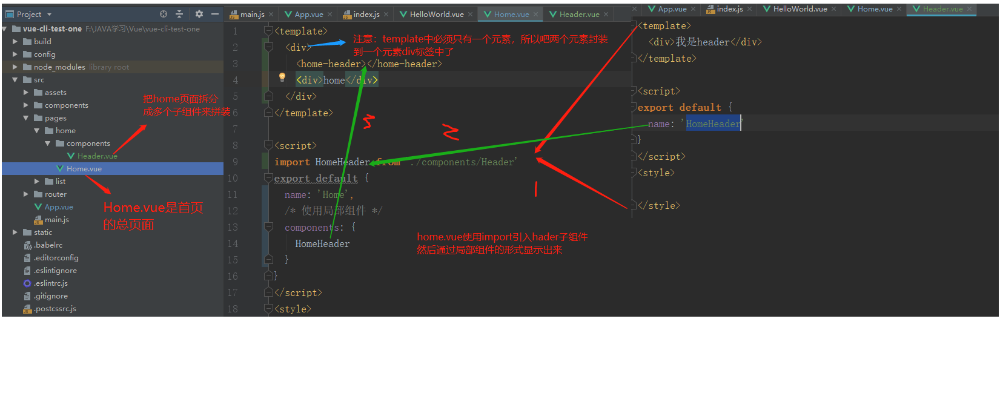 Project
vue-cli-test-one F:\JAVA学习\Vue\vue-cli-test-one
build
config
node_modules library root
src
assets
components
pages
home
components
Header.vue
Home.vue
list
router
App.vue
main.js
static
.babelrc
.editorconfig
.eslintignore
.eslintrc.js
.gitignore
.postcssrc.js
把home页面拆分
成多个子组件来拼装
Home.vue是首页
的总页面
main.js App.vue index.js HelloWorld.vue Home.vue Header.vue
1 <template>
2 <div>
3 <home-header></home-header>
4 <div>home</div>
5 </div>
6 </template>
7
8 <script>
9 import HomeHeader from './components/Header'
10 export default {
11 name: 'Home',
12 /* 使用局部组件 */
13 components: {
14 HomeHeader
15 }
16 }
17 </script>
18 <style>
注意：template中必须只有一个元素，所以吧两个元素封装
到一个元素div标签中了
3
2
1
home.vue使用import引入hader子组件
然后通过局部组件的形式显示出来
App.vue index.js HelloWorld.vue Home.vue Header.vue
<template>
<div>我是header</div>
</template>
<script>
export default {
name: 'HomeHeader'
}
</script>
<style>
</style>